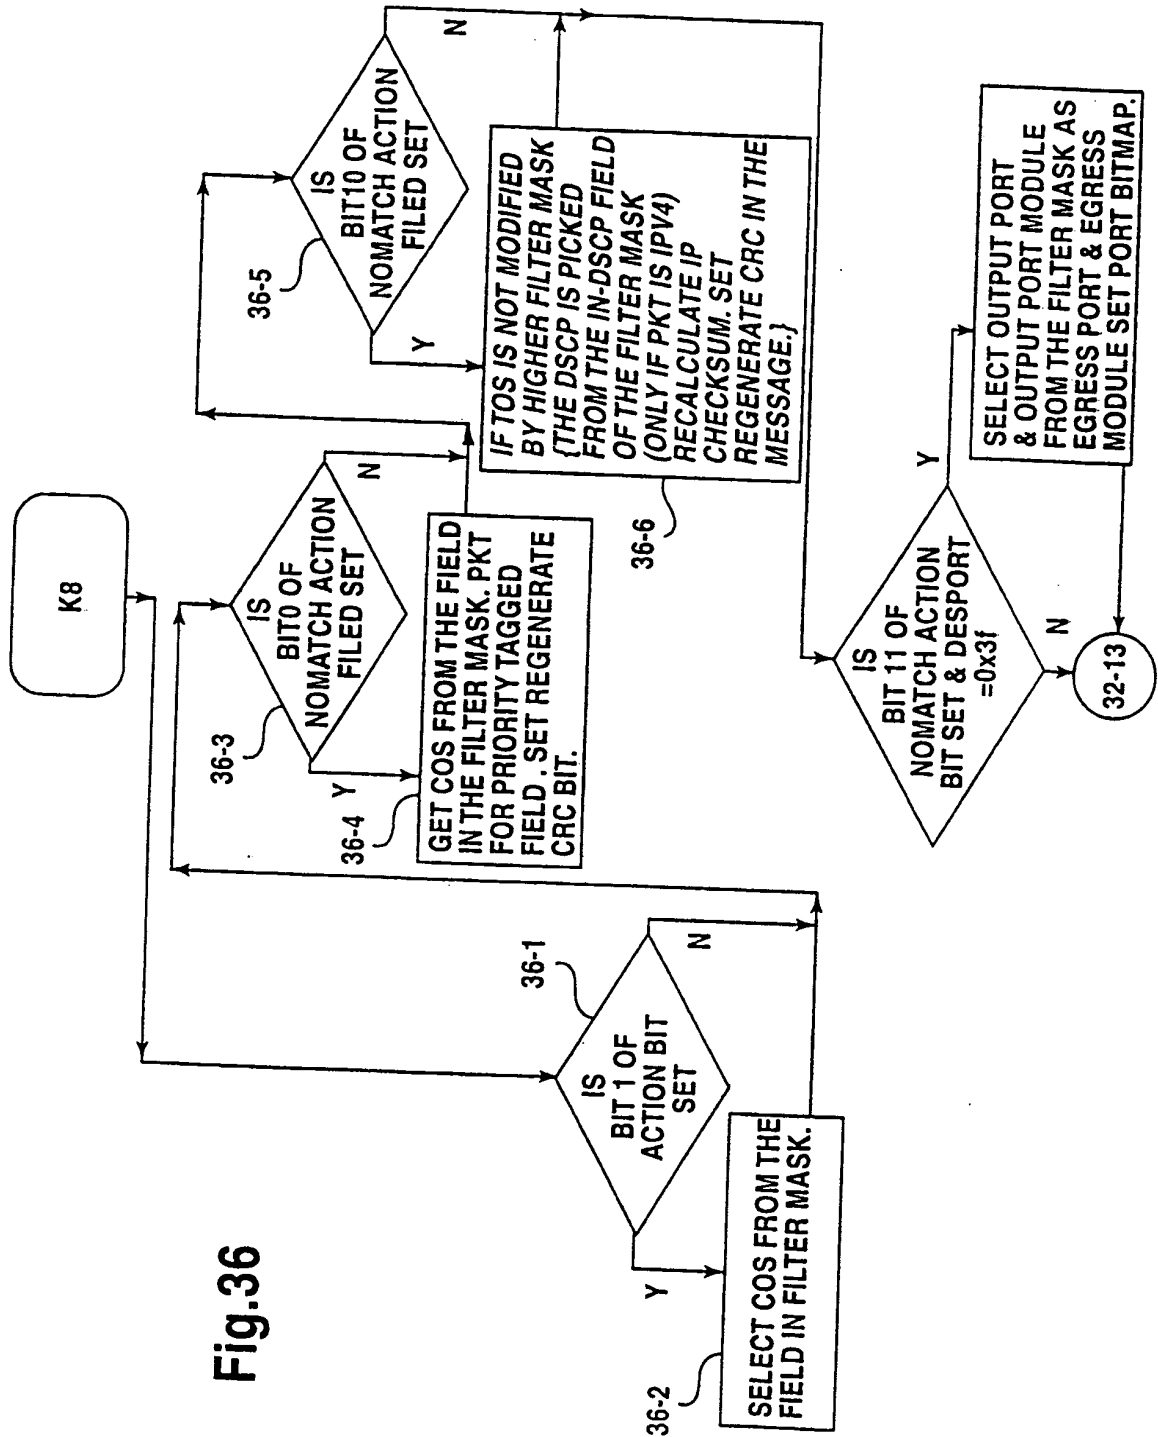 Fig.36
K8
36-1
IS
BIT 1 OF
ACTION BIT
SET
Y
N
36-2
SELECT COS FROM THE
FIELD IN FILTER MASK.
36-3
IS
BIT0 OF
NOMATCH ACTION
FILED SET
Y
N
36-4
GET COS FROM THE FIELD
IN THE FILTER MASK. PKT
FOR PRIORITY TAGGED
FIELD . SET REGENERATE
CRC BIT.
36-5
IS
BIT10 OF
NOMATCH ACTION
FILED SET
Y
N
36-6
IF TOS IS NOT MODIFIED
BY HIGHER FILTER MASK
{THE DSCP IS PICKED
FROM THE IN-DSCP FIELD
OF THE FILTER MASK
(ONLY IF PKT IS IPV4)
RECALCULATE IP
CHECKSUM. SET
REGENERATE CRC IN THE
MESSAGE.}
IS
BIT 11 OF
NOMATCH ACTION
BIT SET & DESPORT
=0x3f
Y
N
SELECT OUTPUT PORT
& OUTPUT PORT MODULE
FROM THE FILTER MASK AS
EGRESS PORT & EGRESS
MODULE SET PORT BITMAP.
32-13